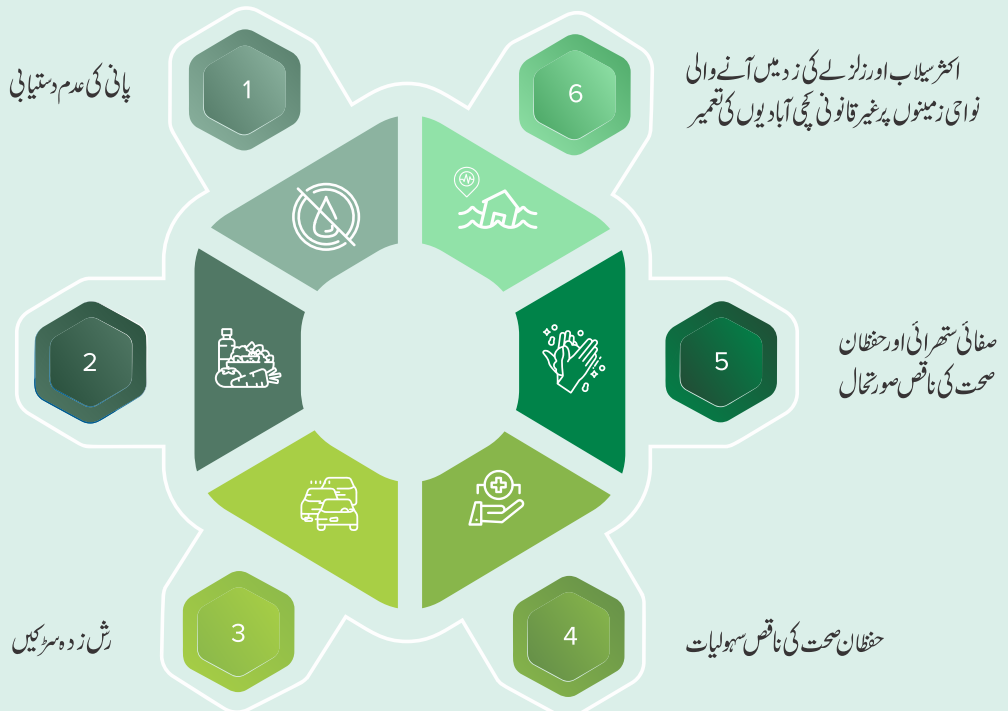 1
پانی کی عدم دستیابی
2
3
رش زدہ سڑکیں
4
حفظان صحت کی ناقص سہولیات
5
صفائی ستھرائی اور حفظان
صحت کی ناقص صورتحال
6
اکثر سیلاب اور زلزلے کی زد میں آنے والی
نواحی زمینوں پر غیر قانونی کچی آبادیوں کی تعمیر